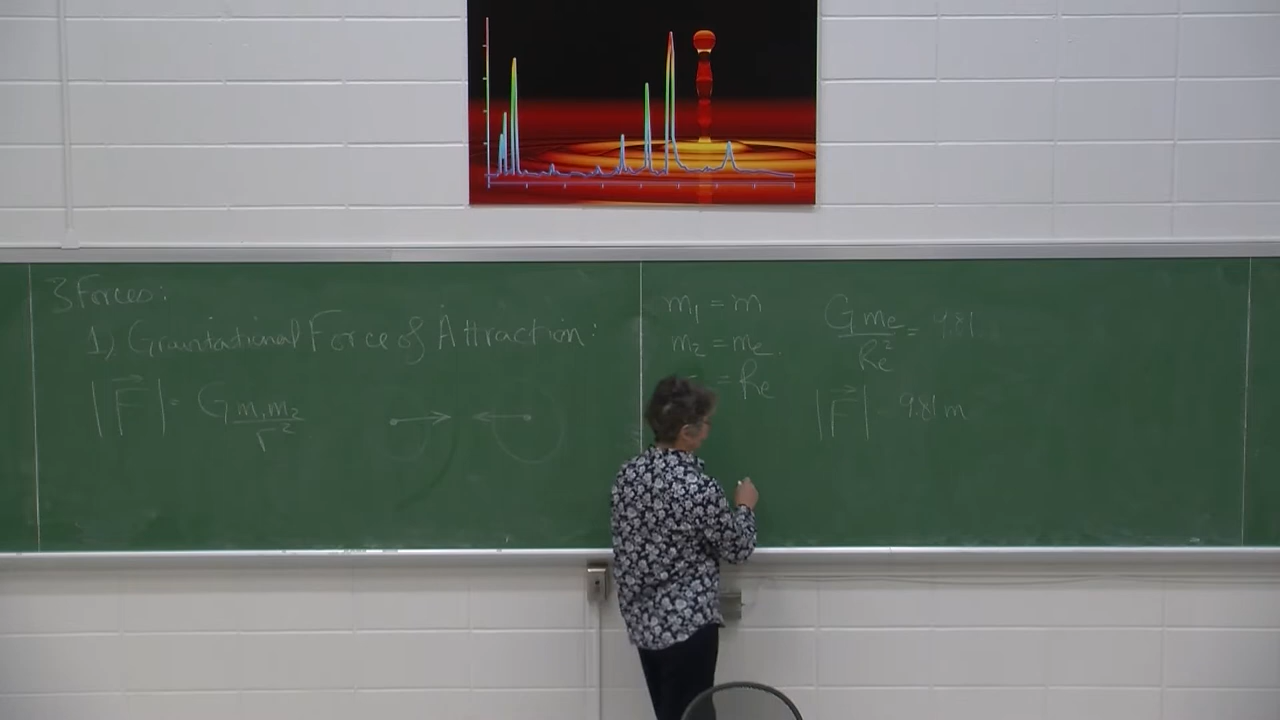 3 Forces:
1) Gravitational Force of Attraction:
|F⃗| = G m₁m₂ / r²
m₁ = m
m₂ = mₑ
= Rₑ
G mₑ / Rₑ² = 9.81
|F⃗| = 9.81 m